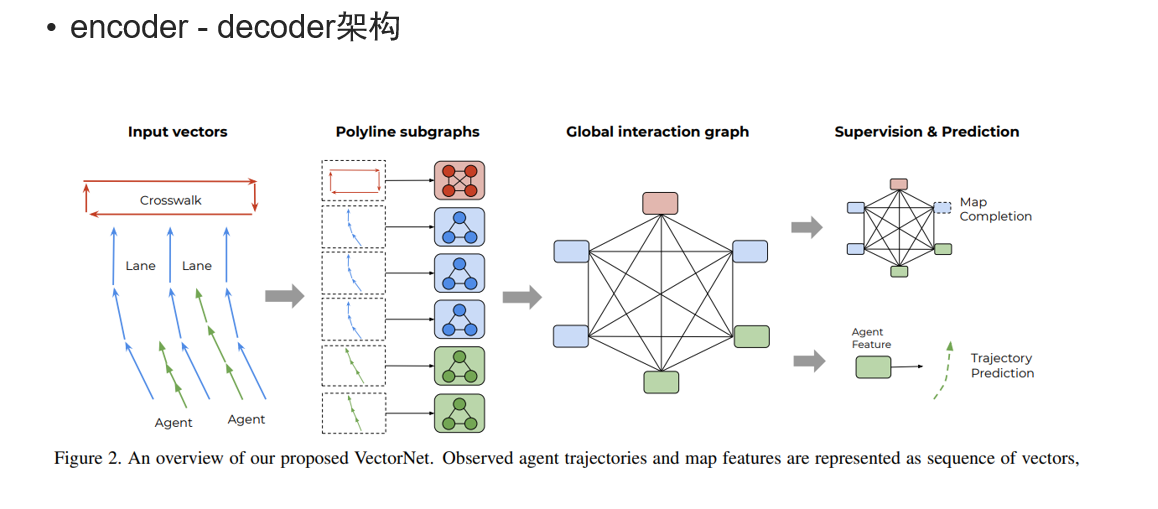 • encoder - decoder架构
Input vectors
Polyline subgraphs
Global interaction graph
Supervision & Prediction
Crosswalk
Lane
Lane
Agent
Agent
Map
Completion
Agent
Feature
Trajectory
Prediction
Figure 2. An overview of our proposed VectorNet. Observed agent trajectories and map features are represented as sequence of vectors,